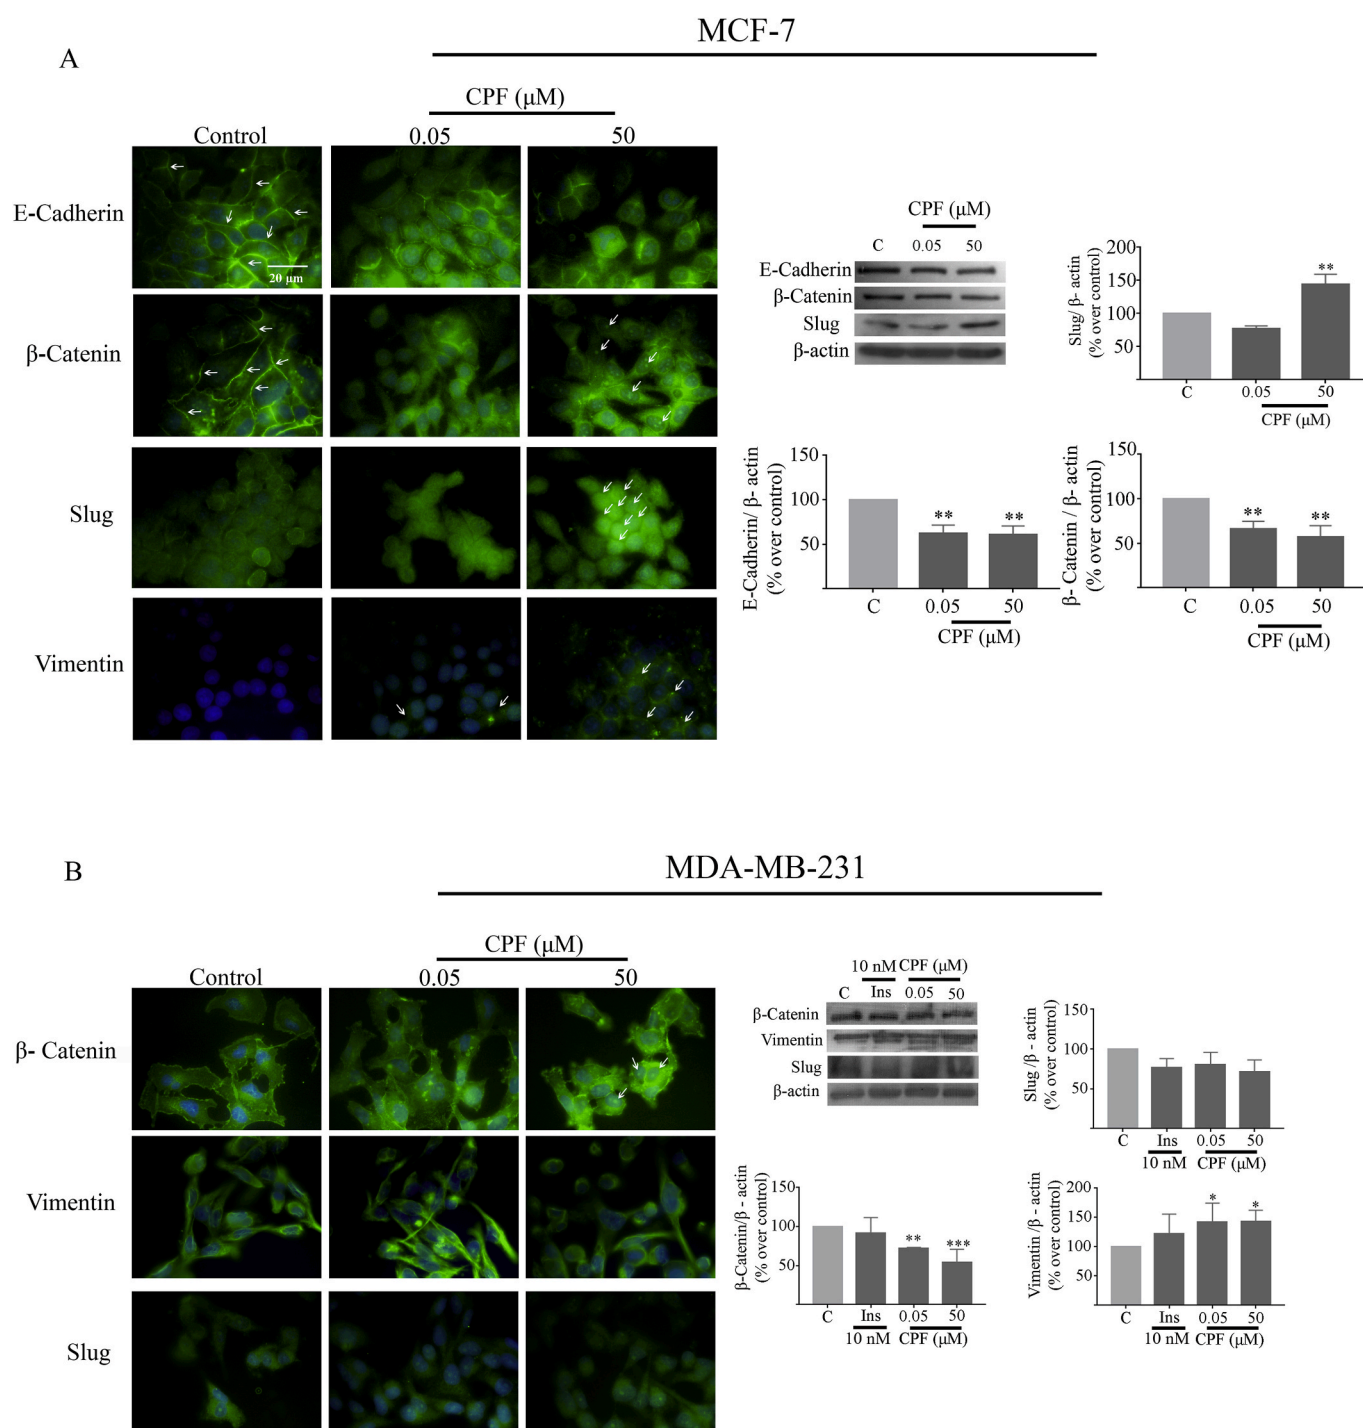 MCF-7
A
CPF (μM)
Control 0.05 50
E-Cadherin
20 μm
β-Catenin
Slug
Vimentin
CPF (μM)
C 0.05 50
E-Cadherin
β-Catenin
Slug
β-actin
Slug/ β- actin
(% over control)
200
150
100
50
**
C 0.05 50
CPF (μM)
E-Cadherin/ β- actin
(% over control)
150
100
50
** **
C 0.05 50
CPF (μM)
β- Catenin / β- actin
(% over control)
150
100
50
** **
C 0.05 50
CPF (μM)
B
MDA-MB-231
CPF (μM)
Control 0.05 50
β- Catenin
Vimentin
Slug
10 nM CPF (μM)
C Ins 0.05 50
β-Catenin
Vimentin
Slug
β-actin
Slug /β - actin
(% over control)
150
100
50
C Ins 0.05 50
10 nM CPF (μM)
β-Catenin/β - actin
(% over control)
150
100
50
** ***
C Ins 0.05 50
10 nM CPF (μM)
Vimentin /β - actin
(% over control)
200
150
100
50
* *
C Ins 0.05 50
10 nM CPF (μM)